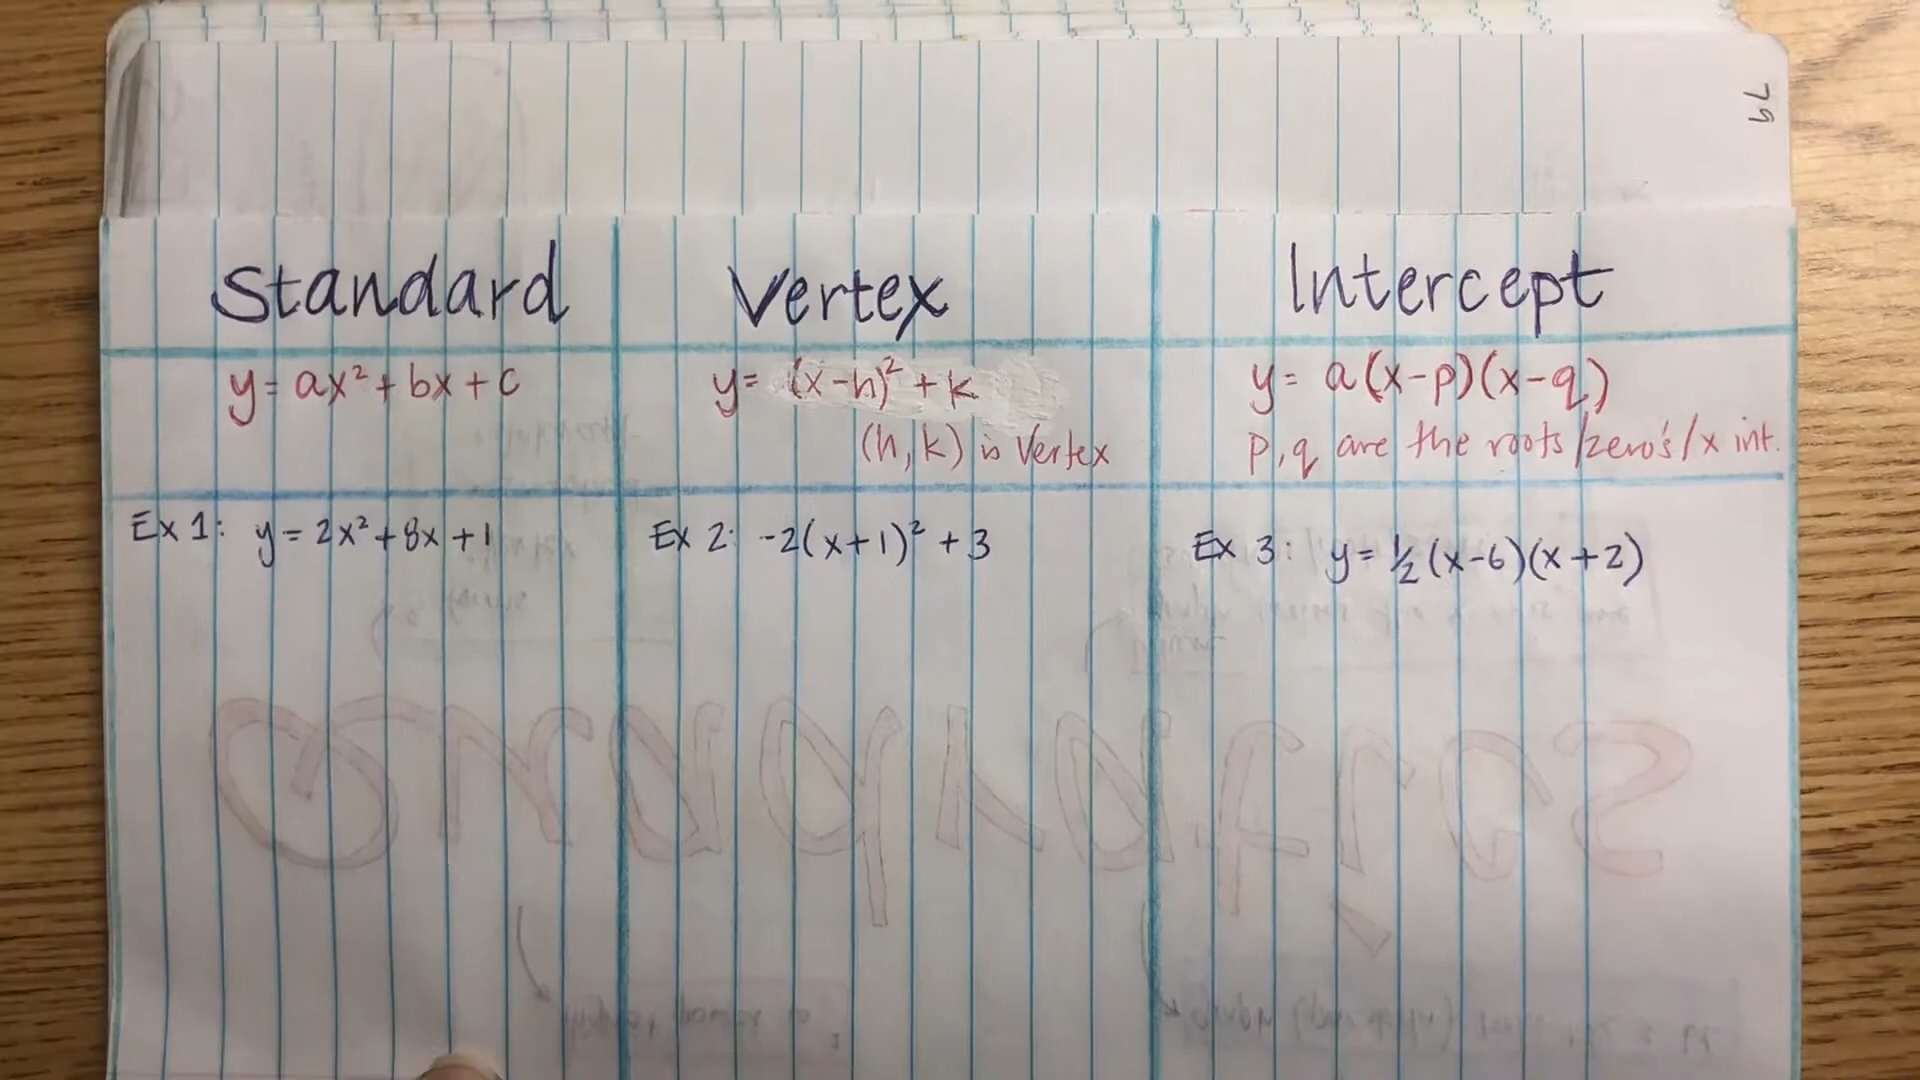 79
Standard
Vertex
Intercept
y = ax² + bx + c
y = (x-h)² + k
(h, k) is Vertex
y = a(x-p)(x-q)
p, q are the roots/zero's/x int.
Ex 1: y = 2x² + 8x + 1
Ex 2: -2(x+1)² + 3
Ex 3: y = ½(x-6)(x+2)